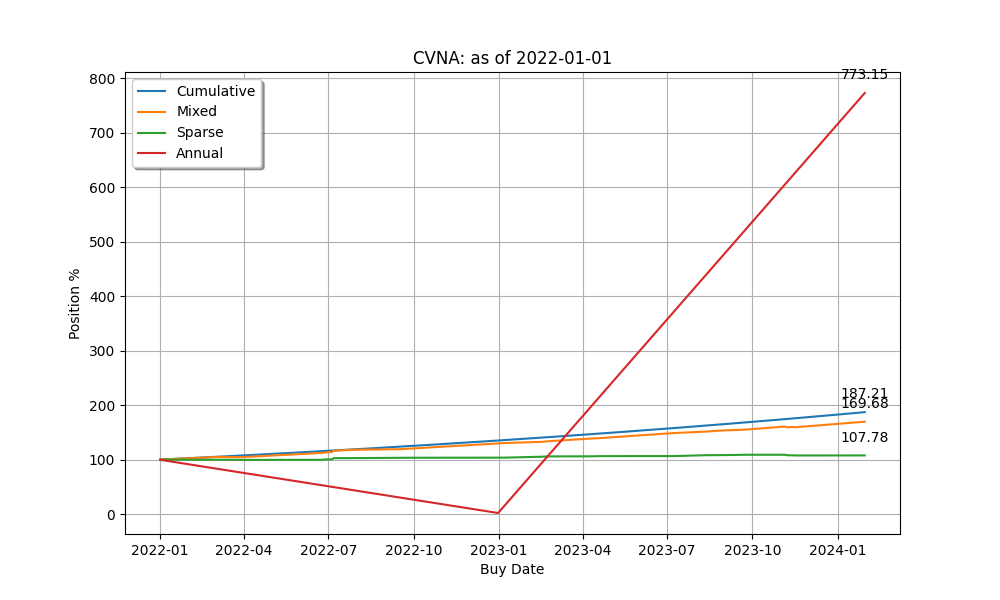 CVNA: as of 2022-01-01
773.15
800
700
600
500
400
300
200
100
0
Position %
Cumulative
Mixed
Sparse
Annual
187.21
169.68
107.78
2022-01 2022-04 2022-07 2022-10 2023-01 2023-04 2023-07 2023-10 2024-01
Buy Date